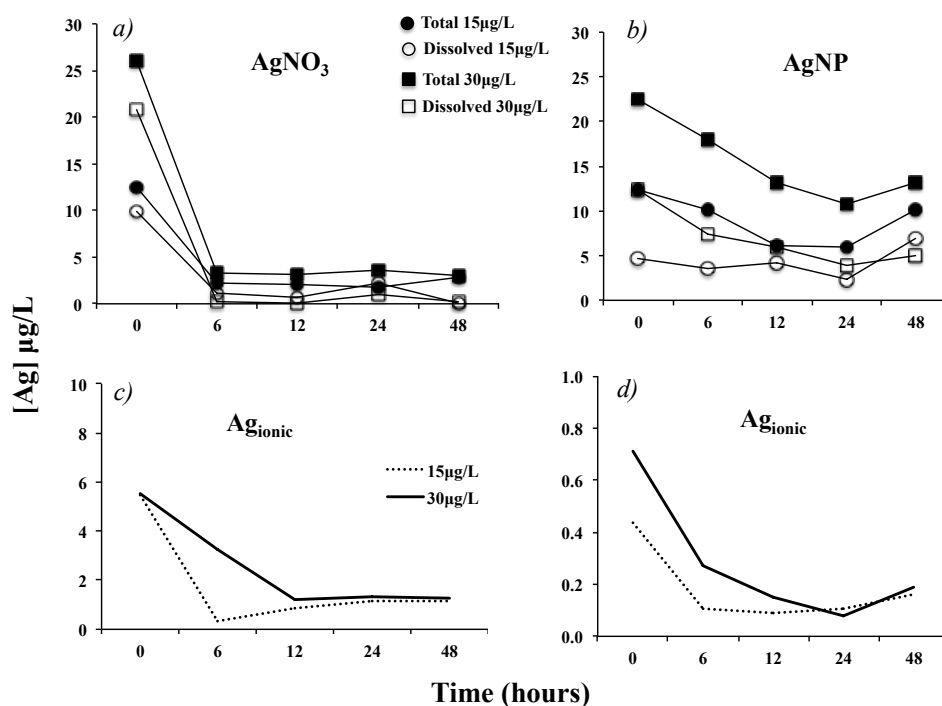 a)
AgNO₃
Total 15µg/L
Dissolved 15µg/L
Total 30µg/L
Dissolved 30µg/L
30
25
20
15
10
5
0
0 6 12 24 48
b)
AgNP
30
25
20
15
10
5
0
0 6 12 24 48
[Ag] µg/L
c)
Ag_ionic
15µg/L
30µg/L
10
8
6
4
2
0
0 6 12 24 48
d)
Ag_ionic
1.0
0.8
0.6
0.4
0.2
0.0
0 6 12 24 48
Time (hours)